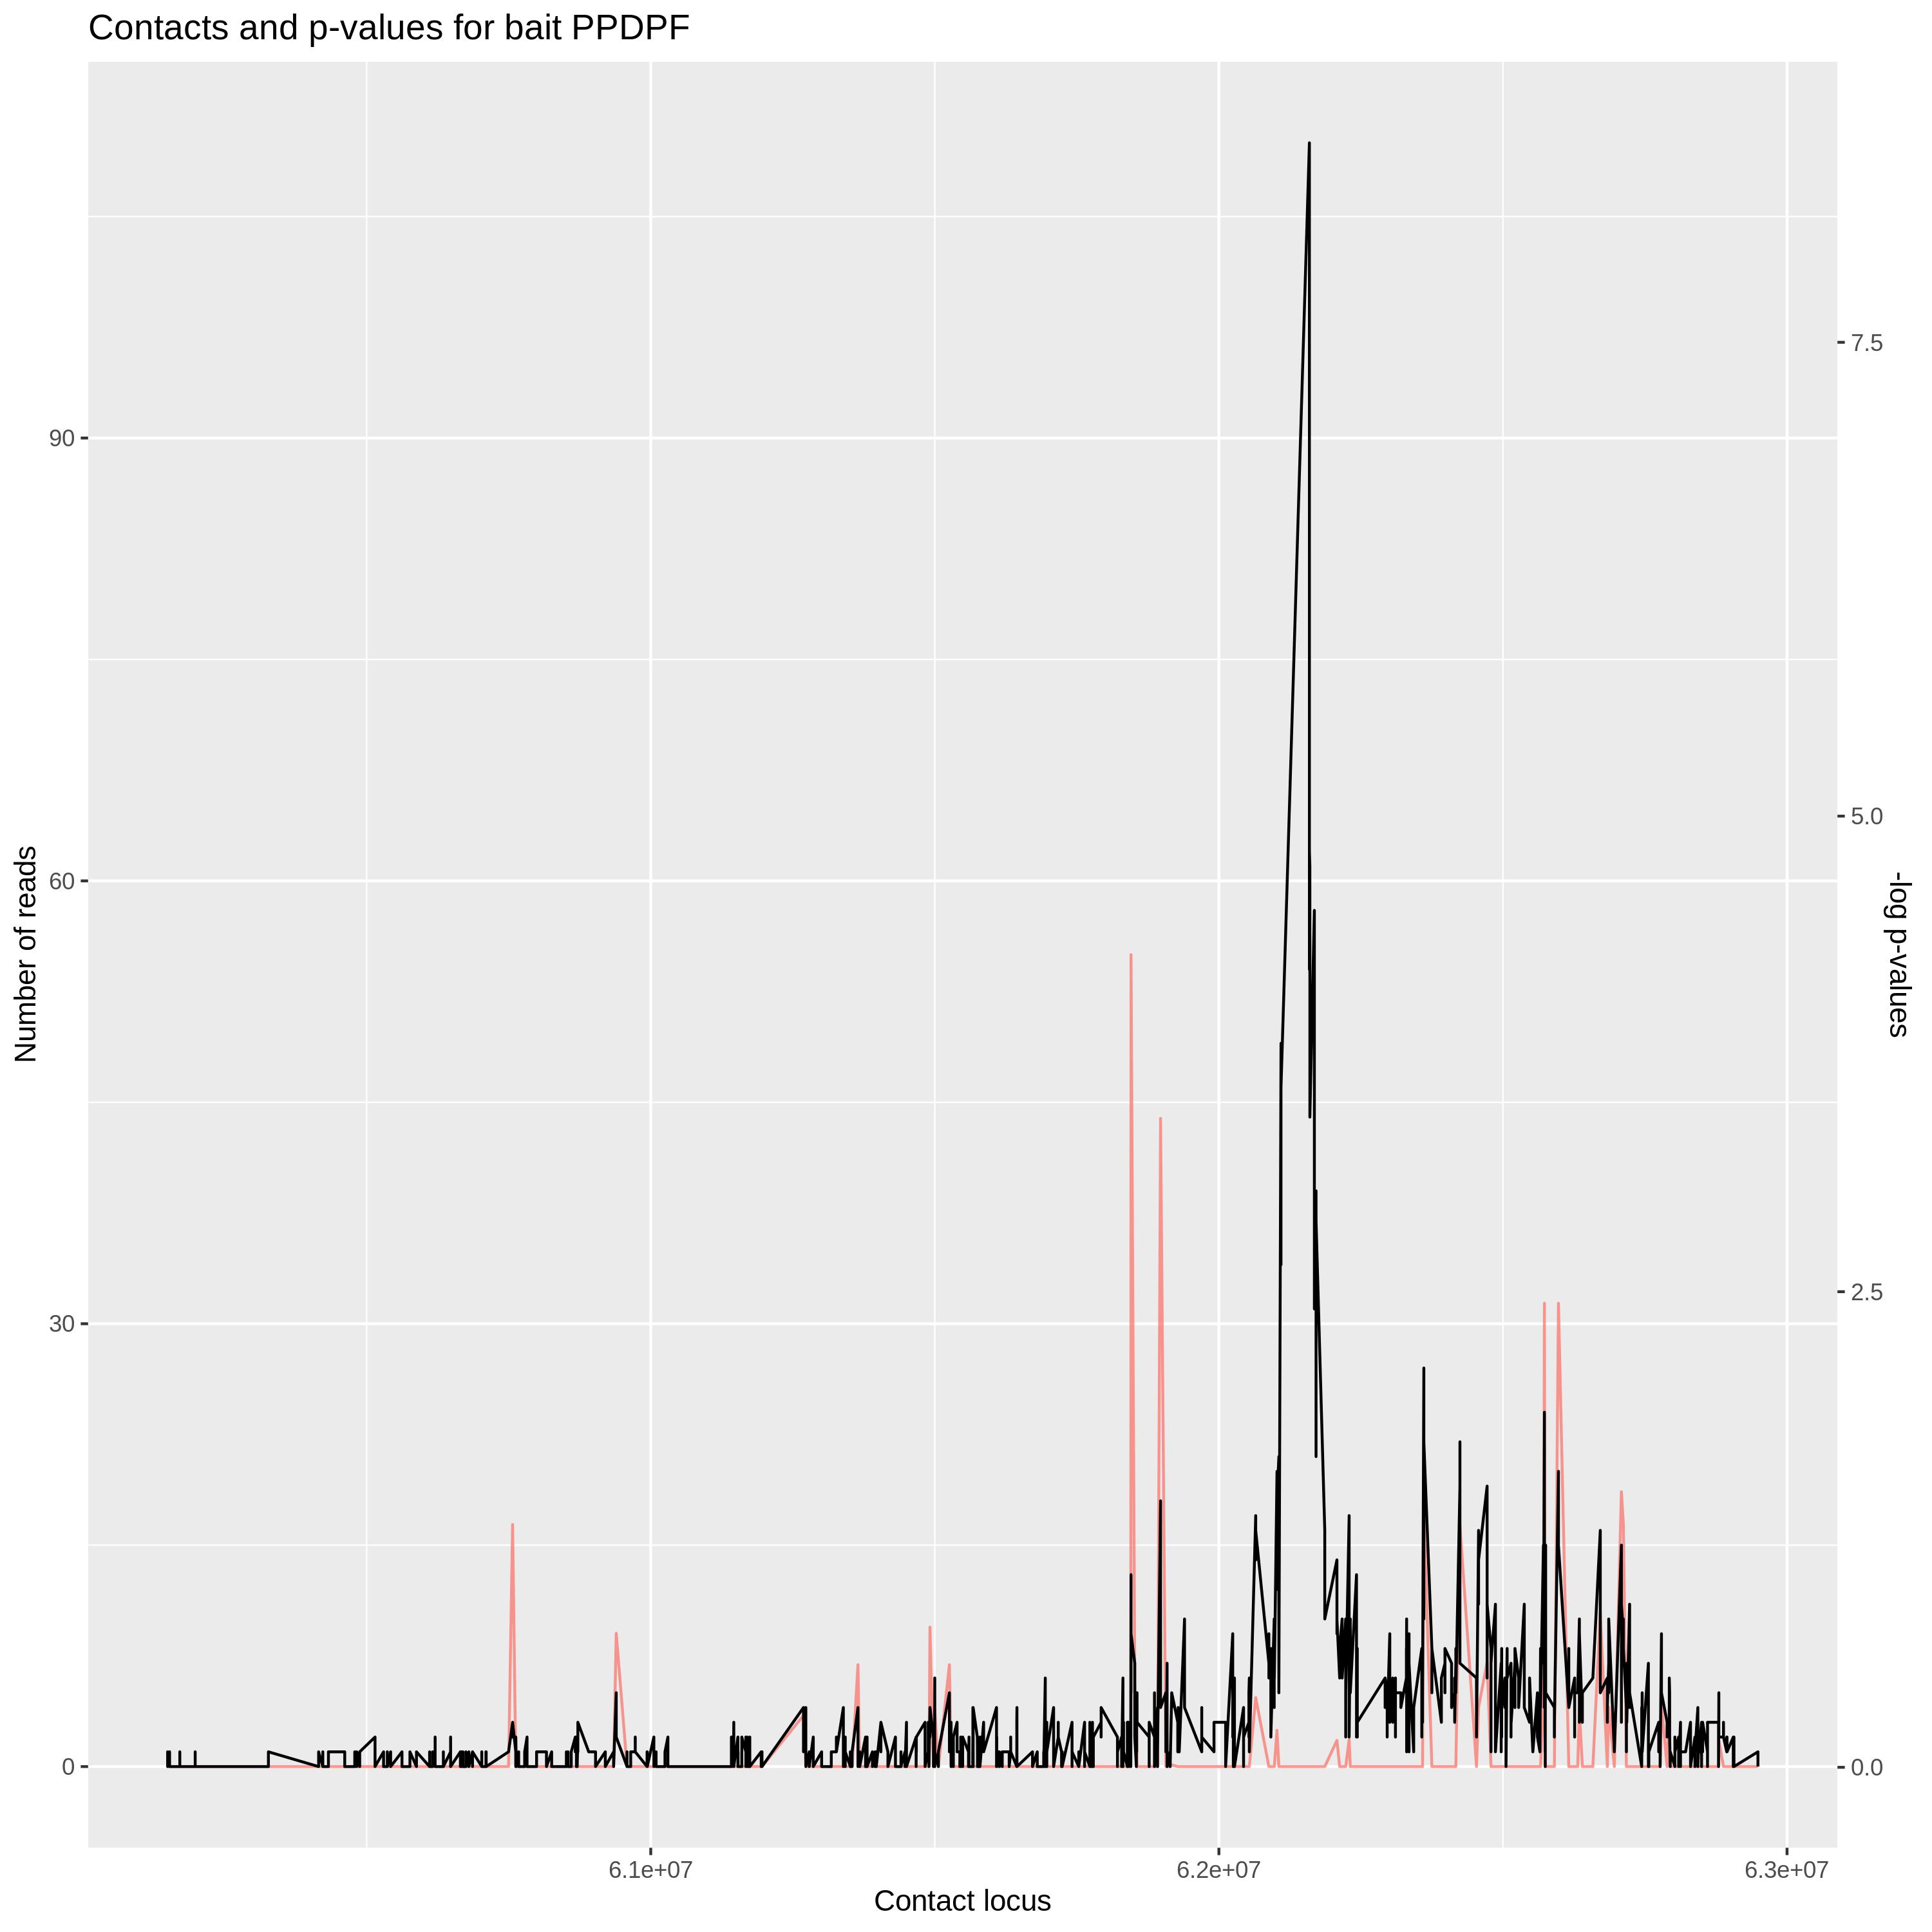 Contacts and p-values for bait PPDPF
90
60
30
0
Number of reads
7.5
5.0
2.5
0.0
-log p-values
6.1e+07
6.2e+07
6.3e+07
Contact locus